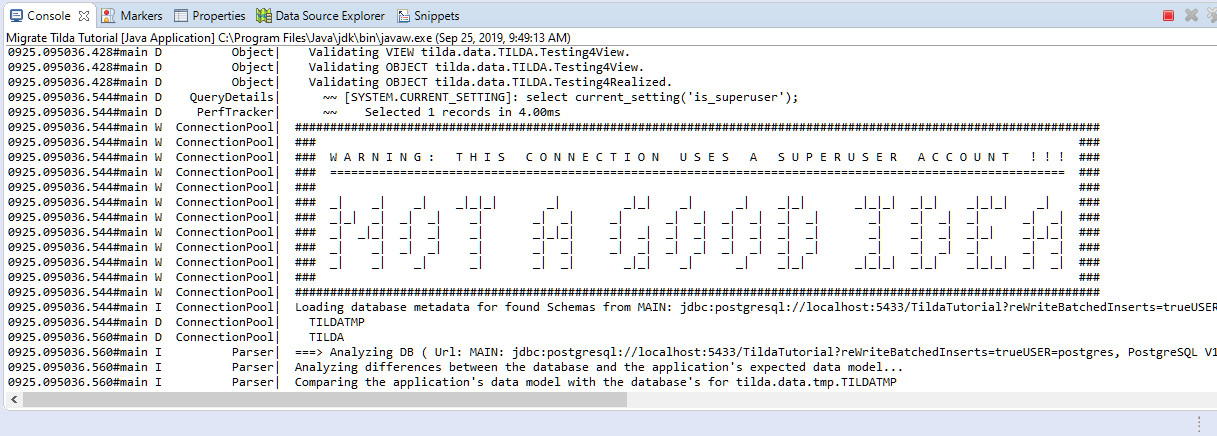 Console Markers Properties Data Source Explorer Snippets
Migrate Tilda Tutorial [Java Application] C:\Program Files\Java\jdk\bin\javaw.exe (Sep 25, 2019, 9:49:13 AM)
0925.095036.428#main D Object| Validating VIEW tilda.data.TILDA.Testing4View.
0925.095036.428#main D Object| Validating OBJECT tilda.data.TILDA.Testing4View.
0925.095036.428#main D Object| Validating OBJECT tilda.data.TILDA.Testing4Realized.
0925.095036.544#main D QueryDetails| ~~ [SYSTEM.CURRENT_SETTING]: select current_setting('is_superuser');
0925.095036.544#main D PerfTracker| ~~ Selected 1 records in 4.00ms
0925.095036.544#main W ConnectionPool| ###################################################################################################################
0925.095036.544#main W ConnectionPool| ### ###
0925.095036.544#main W ConnectionPool| ### W A R N I N G : T H I S C O N N E C T I O N U S E S A S U P E R U S E R A C C O U N T ! ! ! ###
0925.095036.544#main W ConnectionPool| ### ========================================================================================================= ###
0925.095036.544#main W ConnectionPool| ### ###
0925.095036.544#main W ConnectionPool| ### NOT A GOOD IDEA ###
0925.095036.544#main W ConnectionPool| ### ###
0925.095036.544#main W ConnectionPool| ### ###
0925.095036.544#main W ConnectionPool| ### ###
0925.095036.544#main W ConnectionPool| ### ###
0925.095036.544#main W ConnectionPool| ### ###
0925.095036.544#main W ConnectionPool| ###################################################################################################################
0925.095036.544#main I ConnectionPool| Loading database metadata for found Schemas from MAIN: jdbc:postgresql://localhost:5433/TildaTutorial?reWriteBatchedInserts=trueUSER
0925.095036.544#main D ConnectionPool| TILDATMP
0925.095036.560#main D ConnectionPool| TILDA
0925.095036.560#main I Parser| ===> Analyzing DB ( Url: MAIN: jdbc:postgresql://localhost:5433/TildaTutorial?reWriteBatchedInserts=trueUSER=postgres, PostgreSQL V1
0925.095036.560#main I Parser| Analyzing differences between the database and the application's expected data model...
0925.095036.560#main I Parser| Comparing the application's data model with the database's for tilda.data.tmp.TILDATMP